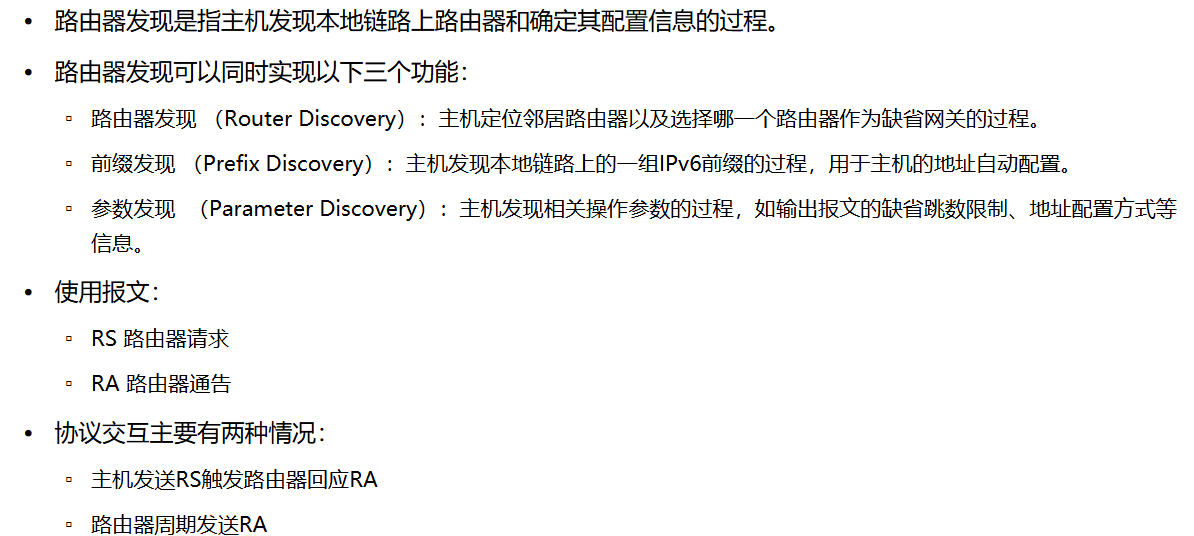 • 路由器发现是指主机发现本地链路上路由器和确定其配置信息的过程。
• 路由器发现可以同时实现以下三个功能：
▫ 路由器发现 （Router Discovery）：主机定位邻居路由器以及选择哪一个路由器作为缺省网关的过程。
▫ 前缀发现 （Prefix Discovery）：主机发现本地链路上的一组IPv6前缀的过程，用于主机的地址自动配置。
▫ 参数发现 （Parameter Discovery）：主机发现相关操作参数的过程，如输出报文的缺省跳数限制、地址配置方式等
信息。
• 使用报文：
▫ RS 路由器请求
▫ RA 路由器通告
• 协议交互主要有两种情况：
▫ 主机发送RS触发路由器回应RA
▫ 路由器周期发送RA